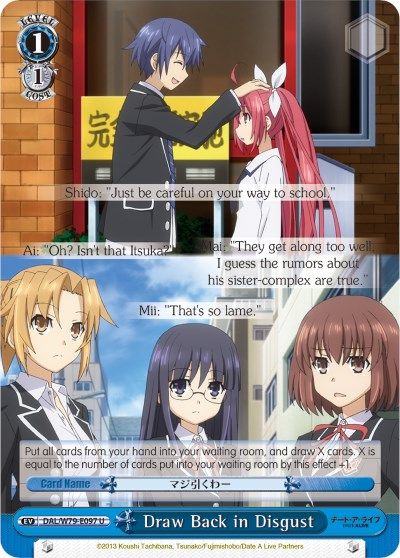 LEVEL
1
1
COST
完全
犯
Shido: "Just be careful on your way to school."
Ai: "Oh? Isn't that Itsuka?"
Mai: "They get along too well,
I guess the rumors about
his sister-complex are true."
Mii: "That's so lame."
Put all cards from your hand into your waiting room, and draw X cards. X is
equal to the number of cards put into your waiting room by this effect +1.
Card Name
マジ引くわー
EV
DAL/W79-E097 U
Draw Back in Disgust
デート・ア・ライブ
©2013 Koushi Tachibana, Tsunako/Fujimishobo/Date A Live Partners